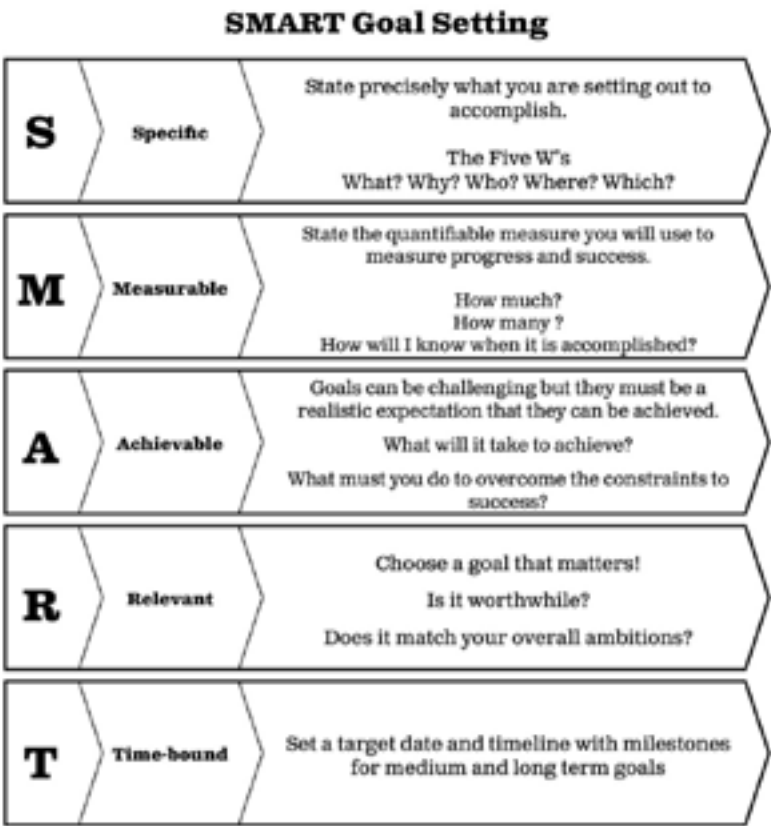 SMART Goal Setting
S
Specific
State precisely what you are setting out to
accomplish.
The Five W's
What? Why? Who? Where? Which?
M
Measurable
State the quantifiable measure you will use to
measure progress and success.
How much?
How many ?
How will I know when it is accomplished?
A
Achievable
Goals can be challenging but they must be a
realistic expectation that they can be achieved.
What will it take to achieve?
What must you do to overcome the constraints to
success?
R
Relevant
Choose a goal that matters!
Is it worthwhile?
Does it match your overall ambitions?
T
Time-bound
Set a target date and timeline with milestones
for medium and long term goals